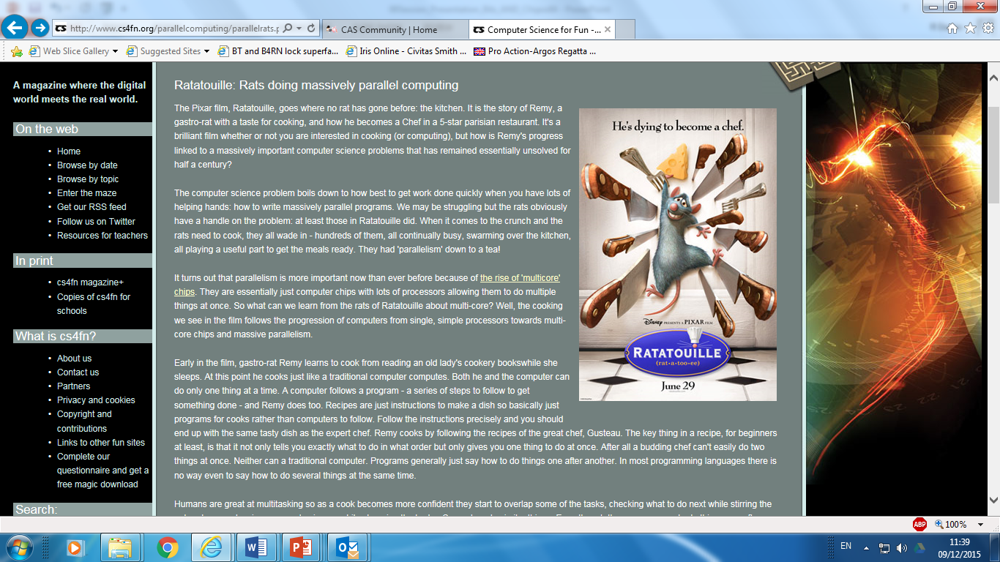 http://www.cs4fn.org/parallelcomputing/parallelrats.p
CAS Community | Home
Computer Science for Fun -...
Web Slice Gallery
Suggested Sites
BT and B4RN lock superfa...
Iris Online - Civitas Smith ...
Pro Action-Argos Regatta ...
A magazine where the digital
world meets the real world.
On the web
Home
Browse by date
Browse by topic
Enter the maze
Get our RSS feed
Follow us on Twitter
Resources for teachers
In print
cs4fn magazine+
Copies of cs4fn for
schools
What is cs4fn?
About us
Contact us
Partners
Privacy and cookies
Copyright and
contributions
Links to other fun sites
Complete our
questionnaire and get a
free magic download
Search:
Ratatouille: Rats doing massively parallel computing
The Pixar film, Ratatouille, goes where no rat has gone before: the kitchen. It is the story of Remy, a
gastro-rat with a taste for cooking, and how he becomes a Chef in a 5-star parisian restaurant. It's a
brilliant film whether or not you are interested in cooking (or computing), but how is Remy's progress
linked to a massively important computer science problems that has remained essentially unsolved for
half a century?
The computer science problem boils down to how best to get work done quickly when you have lots of
helping hands: how to write massively parallel programs. We may be struggling but the rats obviously
have a handle on the problem: at least those in Ratatouille did. When it comes to the crunch and the
rats need to cook, they all wade in - hundreds of them, all continually busy, swarming over the kitchen,
all playing a useful part to get the meals ready. They had 'parallelism' down to a tea!
It turns out that parallelism is more important now than ever before because of the rise of 'multicore'
chips. They are essentially just computer chips with lots of processors allowing them to do multiple
things at once. So what can we learn from the rats of Ratatouille about multi-core? Well, the cooking
we see in the film follows the progression of computers from single, simple processors towards multi-
core chips and massive parallelism.
Early in the film, gastro-rat Remy learns to cook from reading an old lady's cookery bookswhile she
sleeps. At this point he cooks just like a traditional computer computes. Both he and the computer can
do only one thing at a time. A computer follows a program - a series of steps to follow to get
something done - and Remy does too. Recipes are just instructions to make a dish so basically just
programs for cooks rather than computers to follow. Follow the instructions precisely and you should
end up with the same tasty dish as the expert chef. Remy cooks by following the recipes of the great chef, Gusteau. The key thing in a recipe, for beginners
at least, is that it not only tells you exactly what to do in what order but only gives you one thing to do at once. After all a budding chef can't easily do two
things at once. Neither can a traditional computer. Programs generally just say how to do things one after another. In most programming languages there is
no way even to say how to do several things at the same time.
Humans are great at multitasking so as a cook becomes more confident they start to overlap some of the tasks, checking what to do next while stirring the
He's dying to become a chef.
DISNEY PRESENTS A PIXAR FILM
RATATOUILLE
(rat•a•too•ee)
June 29
ABP
100%
EN
11:39
09/12/2015